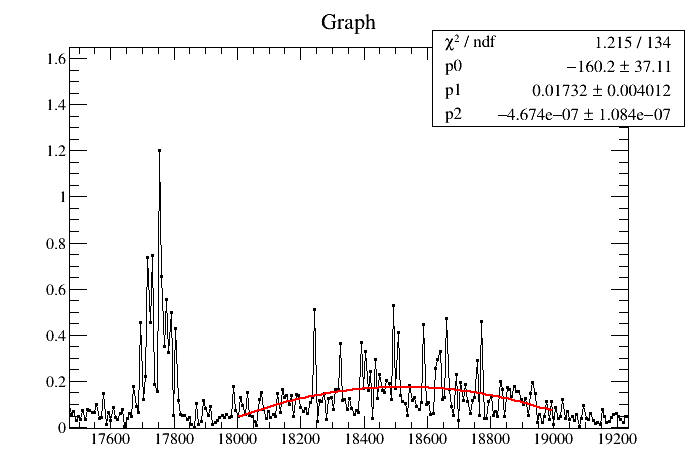 Graph
χ² / ndf 1.215 / 134
p0 −160.2 ± 37.11
p1 0.01732 ± 0.004012
p2 −4.674e−07 ± 1.084e−07
1.6
1.4
1.2
1
0.8
0.6
0.4
0.2
0
17600 17800 18000 18200 18400 18600 18800 19000 19200